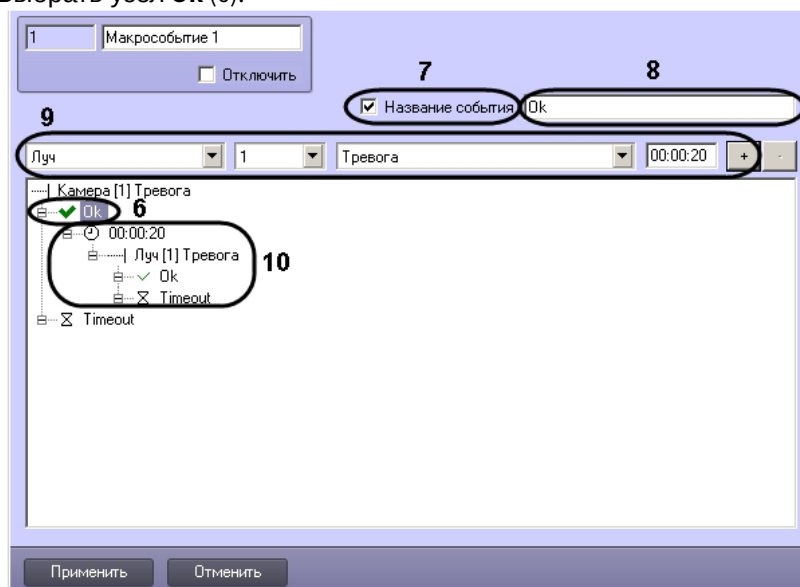 Выбрать узел Ok (6).
1 Макрособытие 1
Отключить
7 8
Название события Ok
9
Луч 1 Тревога 00:00:20 + -
Камера [1] Тревога
Ok 6
00:00:20
Луч [1] Тревога 10
Ok
Timeout
Timeout
Применить Отменить